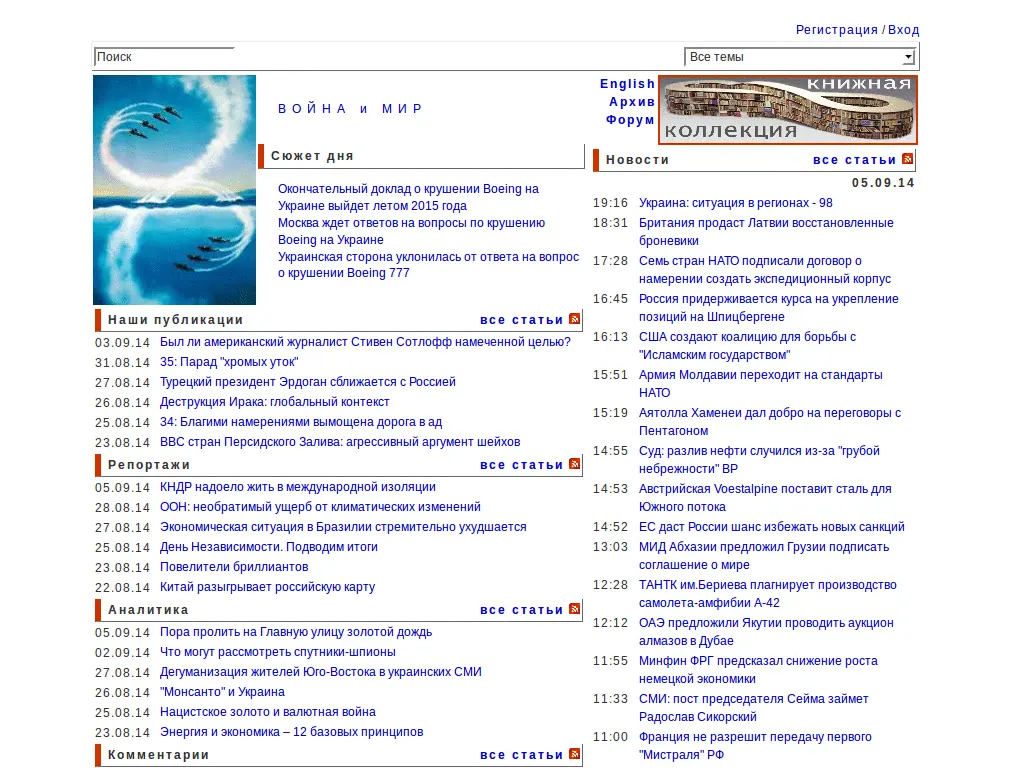 Регистрация / Вход
Поиск
Все темы
ВОЙНА и МИР
English
Архив
Форум
книжная
коллекция
Сюжет дня
Окончательный доклад о крушении Boeing на
Украине выйдет летом 2015 года
Москва ждет ответов на вопросы по крушению
Boeing на Украине
Украинская сторона уклонилась от ответа на вопрос
о крушении Boeing 777
Наши публикации все статьи
03.09.14 Был ли американский журналист Стивен Сотлофф намеченной целью?
31.08.14 35: Парад "хромых уток"
27.08.14 Турецкий президент Эрдоган сближается с Россией
26.08.14 Деструкция Ирака: глобальный контекст
25.08.14 34: Благими намерениями вымощена дорога в ад
23.08.14 ВВС стран Персидского Залива: агрессивный аргумент шейхов
Репортажи все статьи
05.09.14 КНДР надоело жить в международной изоляции
28.08.14 ООН: необратимый ущерб от климатических изменений
27.08.14 Экономическая ситуация в Бразилии стремительно ухудшается
25.08.14 День Независимости. Подводим итоги
23.08.14 Повелители бриллиантов
22.08.14 Китай разыгрывает российскую карту
Аналитика все статьи
05.09.14 Пора пролить на Главную улицу золотой дождь
02.09.14 Что могут рассмотреть спутники-шпионы
27.08.14 Дегуманизация жителей Юго-Востока в украинских СМИ
26.08.14 "Монсанто" и Украина
25.08.14 Нацистское золото и валютная война
23.08.14 Энергия и экономика – 12 базовых принципов
Комментарии все статьи
Новости все статьи
05.09.14
19:16 Украина: ситуация в регионах - 98
18:31 Британия продаст Латвии восстановленные
броневики
17:28 Семь стран НАТО подписали договор о
намерении создать экспедиционный корпус
16:45 Россия придерживается курса на укрепление
позиций на Шпицбергене
16:13 США создают коалицию для борьбы с
"Исламским государством"
15:51 Армия Молдавии переходит на стандарты
НАТО
15:19 Аятолла Хаменеи дал добро на переговоры с
Пентагоном
14:55 Суд: разлив нефти случился из-за "грубой
небрежности" BP
14:53 Австрийская Voestalpine поставит сталь для
Южного потока
14:52 ЕС даст России шанс избежать новых санкций
13:03 МИД Абхазии предложил Грузии подписать
соглашение о мире
12:28 ТАНТК им.Бериева плагнирует производство
самолета-амфибии А-42
12:12 ОАЭ предложили Якутии проводить аукцион
алмазов в Дубае
11:55 Минфин ФРГ предсказал снижение роста
немецкой экономики
11:33 СМИ: пост председателя Сейма займет
Радослав Сикорский
11:00 Франция не разрешит передачу первого
"Мистраля" РФ